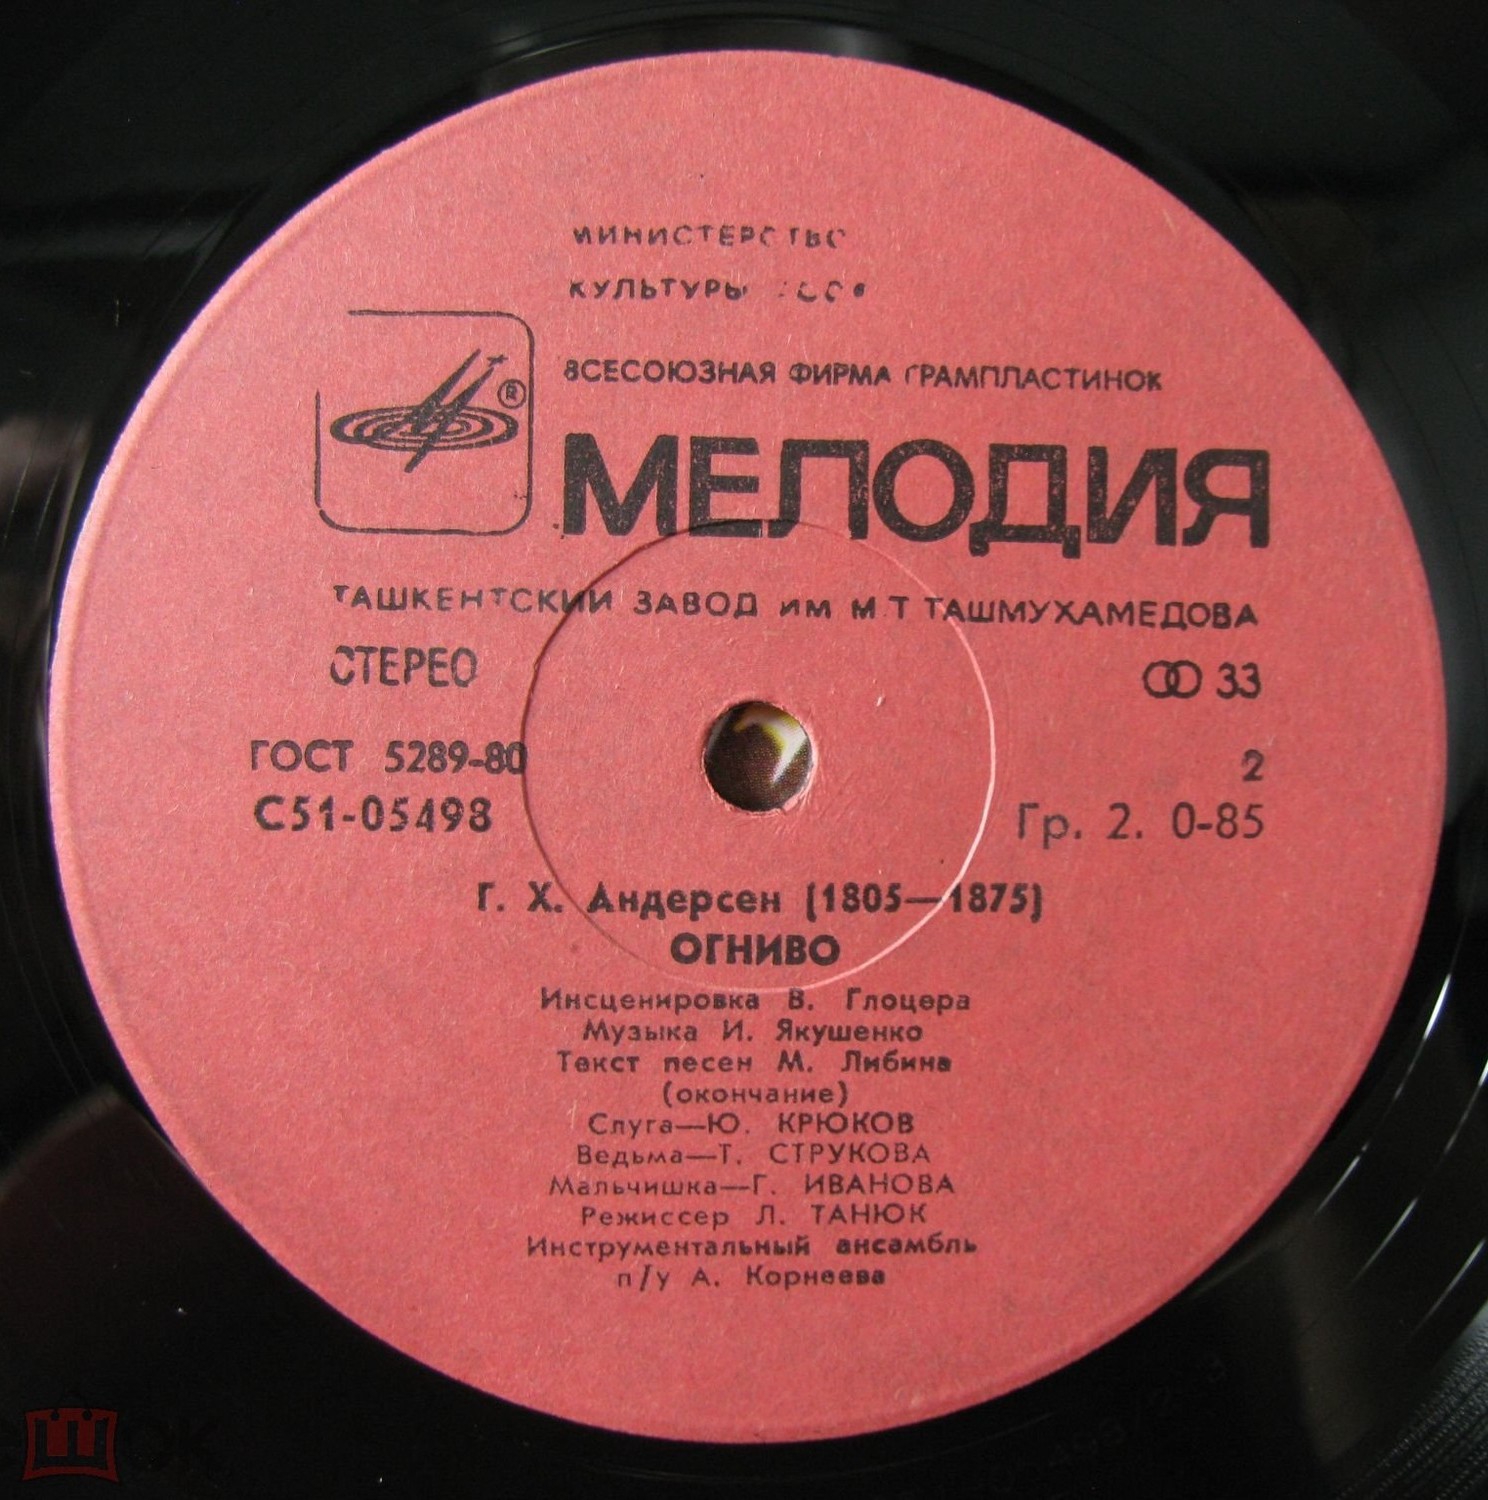 МИНИСТЕРСТВО
КУЛЬТУРЫ СССР
®
ВСЕСОЮЗНАЯ ФИРМА ГРАМПЛАСТИНОК
МЕЛОДИЯ
ТАШКЕНТСКИЙ ЗАВОД ИМ М.Т ТАШМУХАМЕДОВА
СТЕРЕО
33
ГОСТ 5289-80
2
С51-05498
Гр. 2. 0-85
Г. Х. Андерсен (1805—1875)
ОГНИВО
Инсценировка В. Глоцера
Музыка И. Якушенко
Текст песен М. Либина
(окончание)
Слуга—Ю. КРЮКОВ
Ведьма—Т. СТРУКОВА
Мальчишка—Г. ИВАНОВА
Режиссер Л. ТАНЮК
Инструментальный ансамбль
п/у А. Корнеева